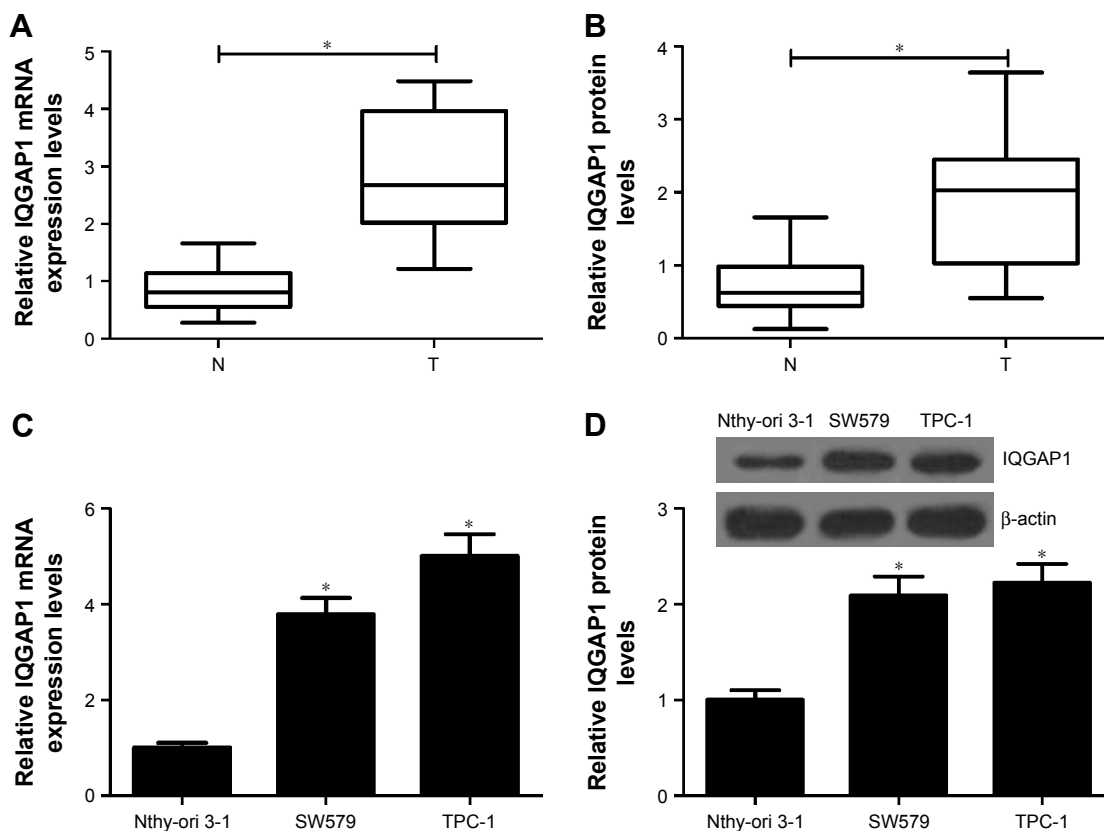 A
Relative IQGAP1 mRNA
expression levels
5
4
3
2
1
0
*
N
T
B
Relative IQGAP1 protein
levels
4
3
2
1
0
*
N
T
C
Relative IQGAP1 mRNA
expression levels
6
4
2
0
*
*
Nthy-ori 3-1
SW579
TPC-1
D
Nthy-ori 3-1
SW579
TPC-1
IQGAP1
β-actin
Relative IQGAP1 protein
levels
3
2
1
0
*
*
Nthy-ori 3-1
SW579
TPC-1